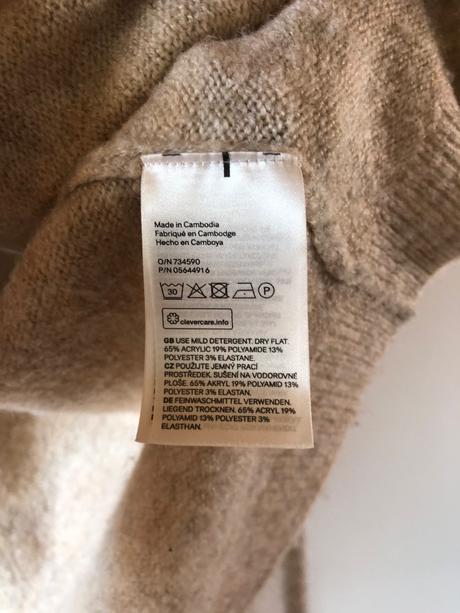 Made in Cambodia
Fabriqué en Cambodge
Hecho en Camboya
O/N 734590
P/N 05644916
30
P
clevercare.info
GB USE MILD DETERGENT. DRY FLAT.
65% ACRYLIC 19% POLYAMIDE 13%
POLYESTER 3% ELASTANE.
CZ POUŽIJTE JEMNÝ PRACÍ
PROSTŘEDEK. SUŠENÍ NA VODOROVNÉ
PLOŠE. 65% AKRYL 19% POLYAMID 13%
POLYESTER 3% ELASTAN.
DE FEINWASCHMITTEL VERWENDEN.
LIEGEND TROCKNEN. 65% ACRYL 19%
POLYAMID 13% POLYESTER 3%
ELASTHAN.